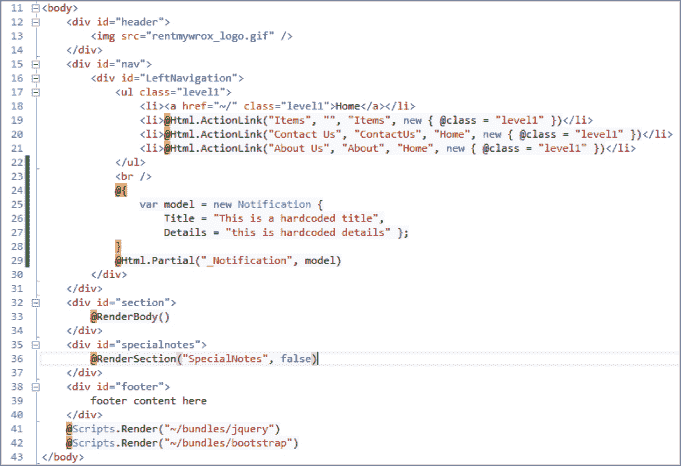 11 <body>
12 <div id="header">
13 <img src="rentmywrox_logo.gif" />
14 </div>
15 <div id="nav">
16 <div id="LeftNavigation">
17 <ul class="level1">
18 <li><a href="~/" class="level1">Home</a></li>
19 <li>@Html.ActionLink("Items", "", "Items", new { @class = "level1" })</li>
20 <li>@Html.ActionLink("Contact Us", "ContactUs", "Home", new { @class = "level1" })</li>
21 <li>@Html.ActionLink("About Us", "About", "Home", new { @class = "level1" })</li>
22 </ul>
23 <br />
24 @{
25 var model = new Notification {
26 Title = "This is a hardcoded title",
27 Details = "this is hardcoded details" };
28 }
29 @Html.Partial("_Notification", model)
30 </div>
31 </div>
32 <div id="section">
33 @RenderBody()
34 </div>
35 <div id="specialnotes">
36 @RenderSection("SpecialNotes", false)
37 </div>
38 <div id="footer">
39 footer content here
40 </div>
41 @Scripts.Render("~/bundles/jquery")
42 @Scripts.Render("~/bundles/bootstrap")
43 </body>